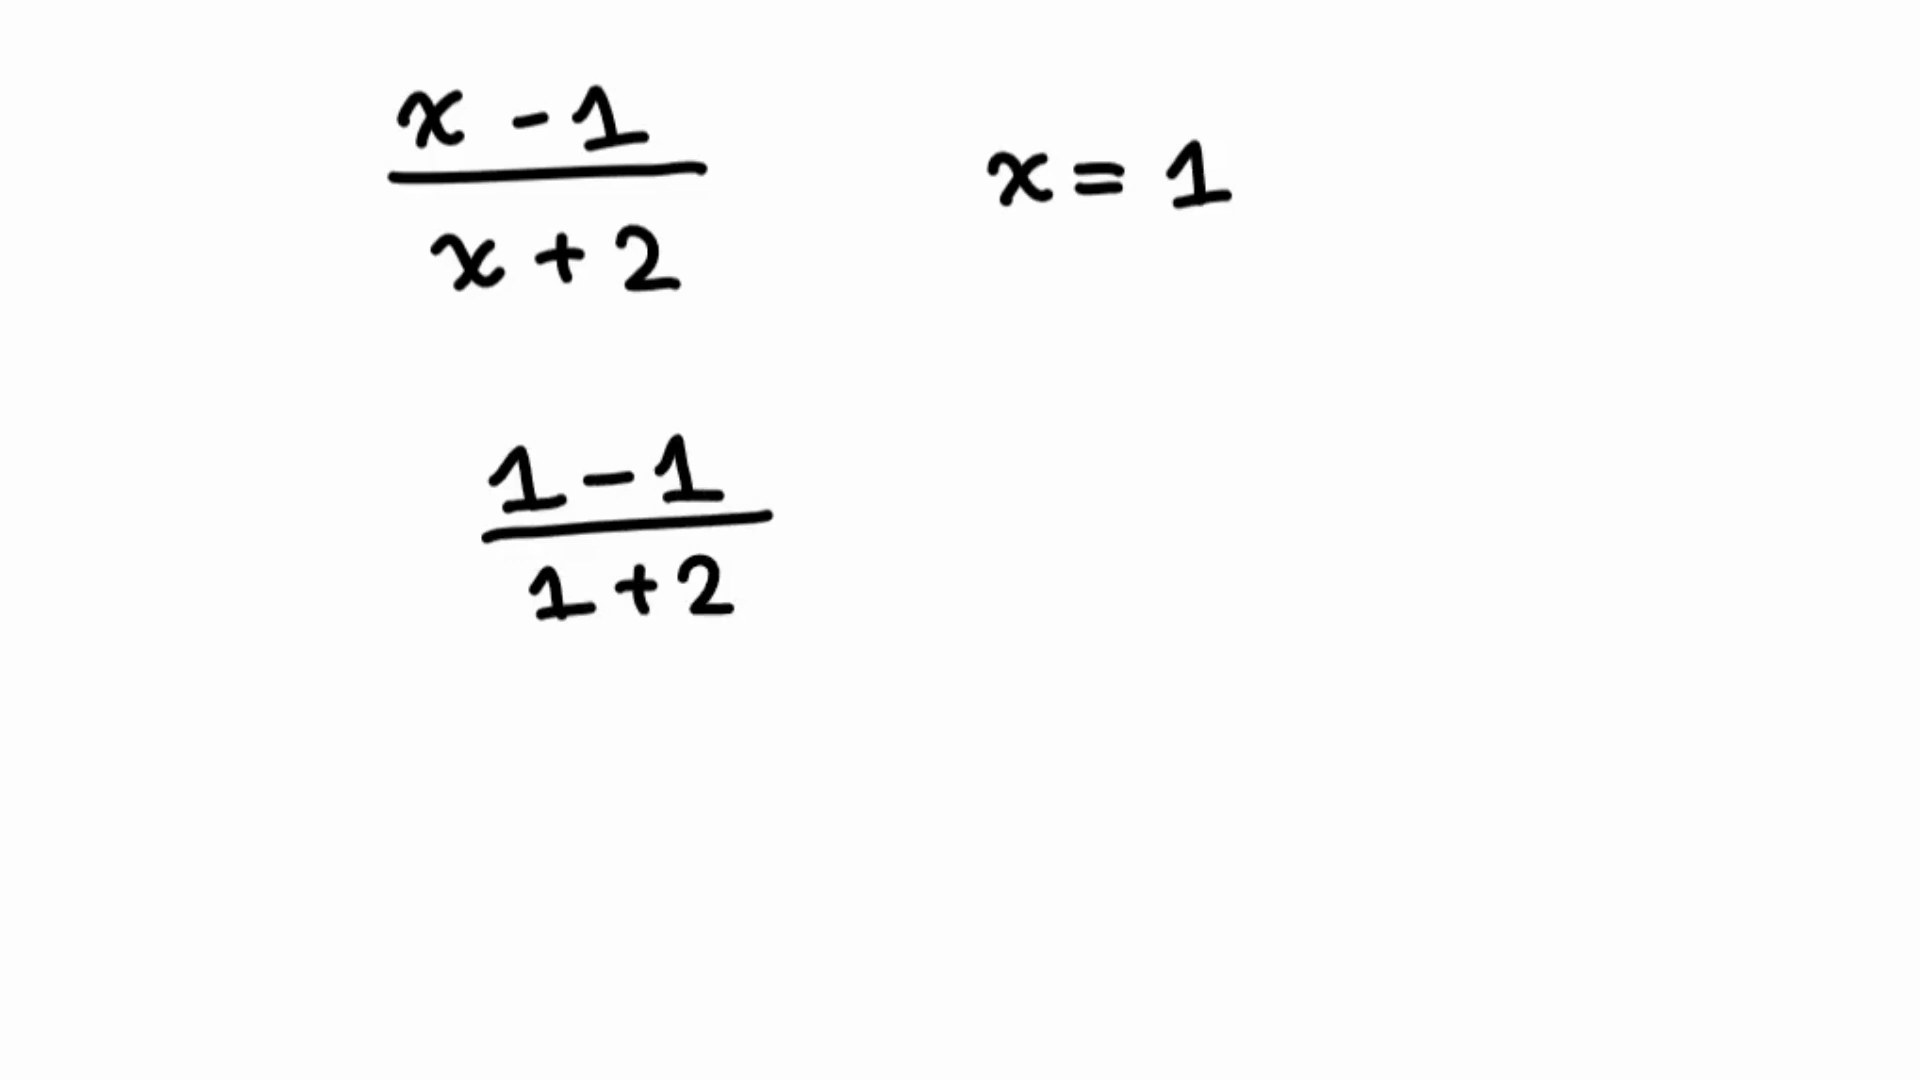 x - 1
x + 2
x = 1
1 - 1
1 + 2